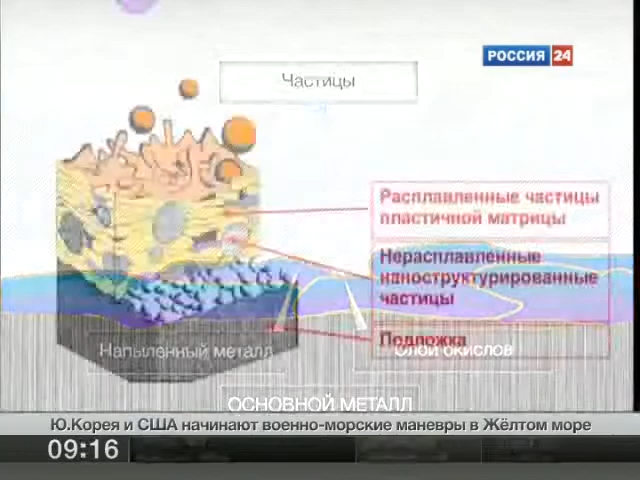 РОССИЯ 24
Частицы
Расплавленные частицы
пластичной матрицы
Нерасплавленные
наноструктурированные
частицы
Подложка
Напыленный металл
Слой окислов
ОСНОВНОЙ МЕТАЛЛ
Ю.Корея и США начинают военно-морские маневры в Жёлтом море
09:16